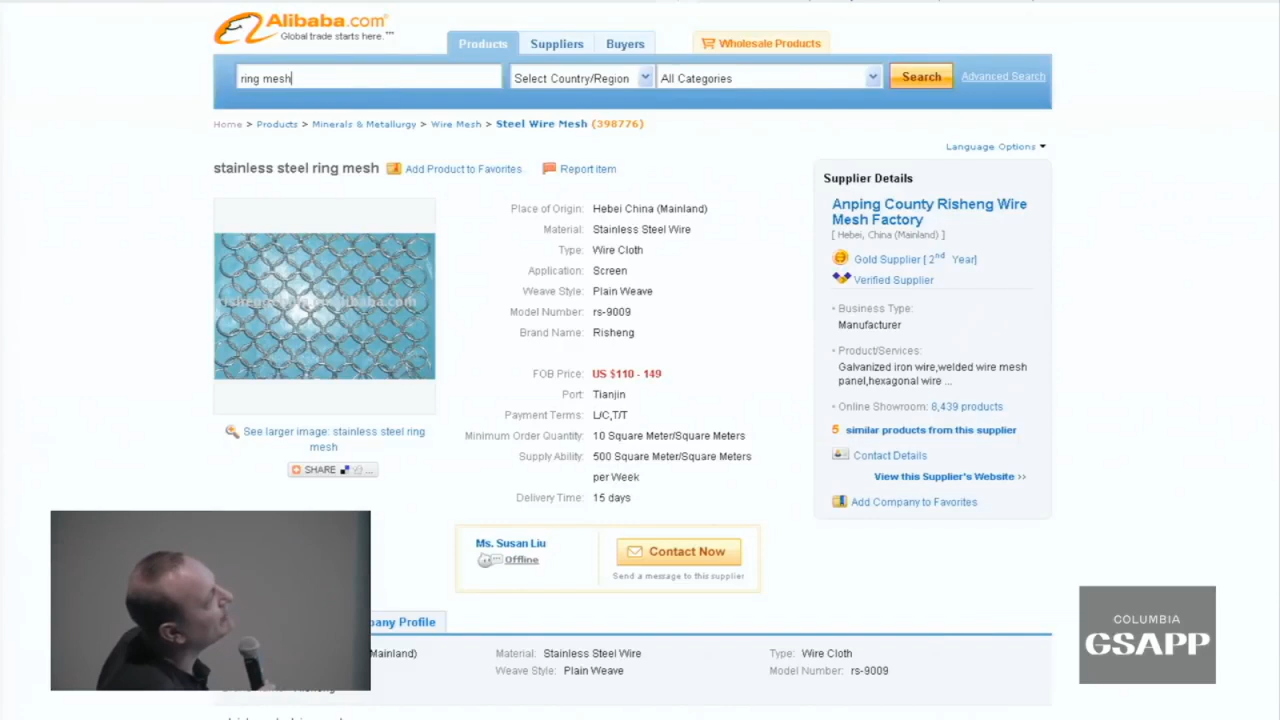 Alibaba.com®
Global trade starts here.™
Products
Suppliers
Buyers
Wholesale Products
ring mesh
Select Country/Region
All Categories
Search
Advanced Search
Home > Products > Minerals & Metallurgy > Wire Mesh > Steel Wire Mesh (398776)
Language Options
stainless steel ring mesh
Add Product to Favorites
Report item
See larger image: stainless steel ring
mesh
SHARE
...
Place of Origin: Hebei China (Mainland)
Material: Stainless Steel Wire
Type: Wire Cloth
Application: Screen
Weave Style: Plain Weave
Model Number: rs-9009
Brand Name: Risheng
FOB Price: US $110 - 149
Port: Tianjin
Payment Terms: L/C,T/T
Minimum Order Quantity: 10 Square Meter/Square Meters
Supply Ability: 500 Square Meter/Square Meters
per Week
Delivery Time: 15 days
Ms. Susan Liu
Offline
Contact Now
Send a message to this supplier
Supplier Details
Anping County Risheng Wire
Mesh Factory
[ Hebei, China (Mainland) ]
Gold Supplier [ 2nd Year]
Verified Supplier
• Business Type:
Manufacturer
• Product/Services:
Galvanized iron wire,welded wire mesh
panel,hexagonal wire ...
• Online Showroom: 8,439 products
5 similar products from this supplier
Contact Details
View this Supplier's Website >>
Add Company to Favorites
Profile
Mainland)
Material: Stainless Steel Wire
Type: Wire Cloth
Weave Style: Plain Weave
Model Number: rs-9009
COLUMBIA
GSAPP